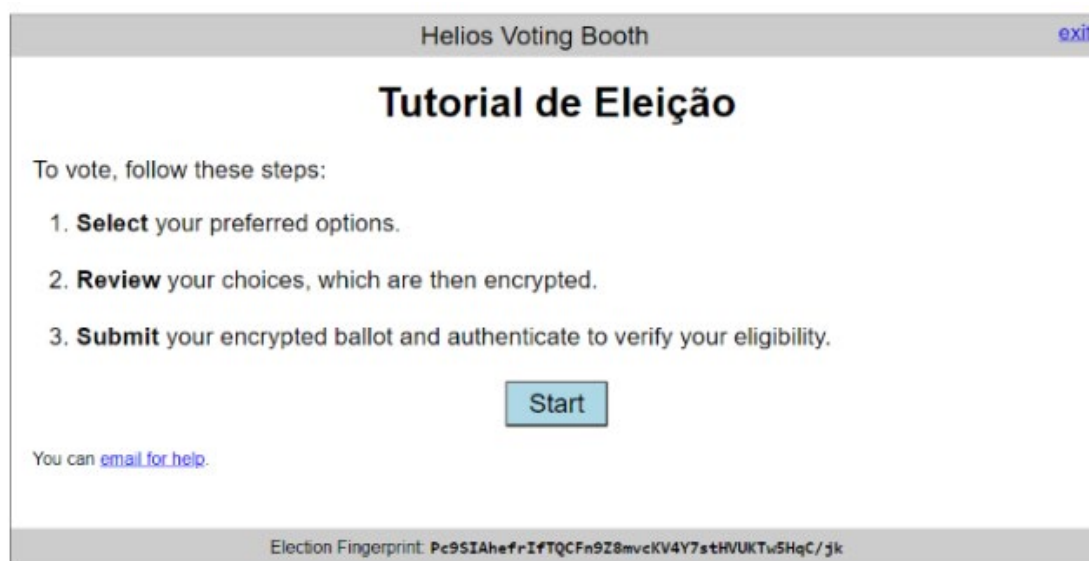 Helios Voting Booth
exit
Tutorial de Eleição
To vote, follow these steps:
1. Select your preferred options.
2. Review your choices, which are then encrypted.
3. Submit your encrypted ballot and authenticate to verify your eligibility.
Start
You can email for help.
Election Fingerprint: Pc9SIAhefrIfTQCFn9Z8mvcKV4Y7stHVUKTw5HqC/jk